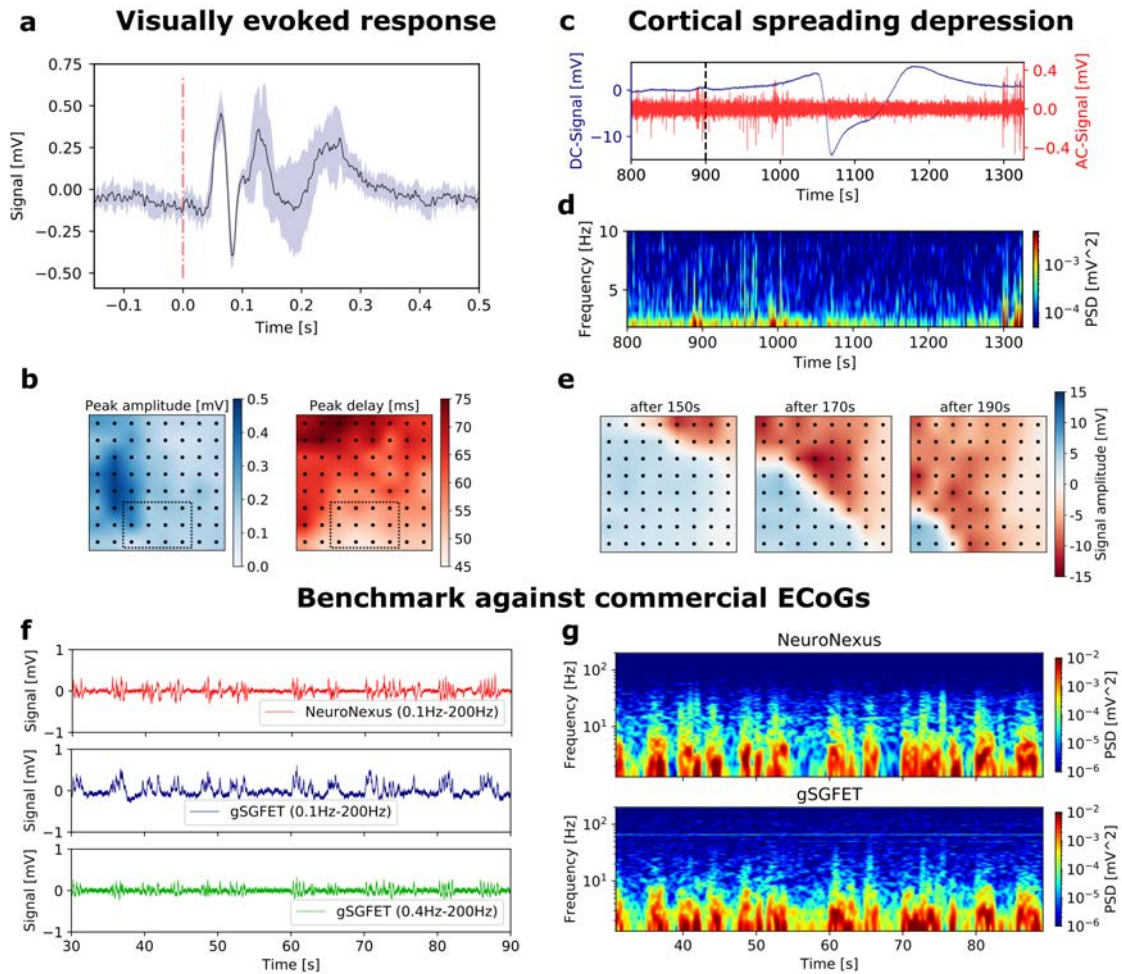 a Visually evoked response
Signal [mV]
0.75
0.50
0.25
0.00
−0.25
−0.50
−0.1 0.0 0.1 0.2 0.3 0.4 0.5
Time [s]
b
Peak amplitude [mV]
0.5
0.4
0.3
0.2
0.1
0.0
Peak delay [ms]
75
70
65
60
55
50
45
c Cortical spreading depression
DC-Signal [mV]
0
−10
AC-Signal [mV]
0.4
0.0
−0.4
800 900 1000 1100 1200 1300
Time [s]
d
Frequency [Hz]
10
5
800 900 1000 1100 1200 1300
Time [s]
10−3
10−4
PSD [mV^2]
e
after 150s after 170s after 190s
15
10
5
0
−5
−10
−15
Signal amplitude [mV]
Benchmark against commercial ECoGs
f
Signal [mV]
1
0
−1
NeuroNexus (0.1Hz-200Hz)
Signal [mV]
1
0
−1
gSGFET (0.1Hz-200Hz)
Signal [mV]
1
0
−1
gSGFET (0.4Hz-200Hz)
30 40 50 60 70 80 90
Time [s]
g
NeuroNexus
Frequency [Hz]
10²
10¹
40 50 60 70 80
10−2
10−3
10−4
10−5
10−6
PSD [mV^2]
gSGFET
Frequency [Hz]
10²
10¹
40 50 60 70 80
Time [s]
10−2
10−3
10−4
10−5
10−6
PSD [mV^2]